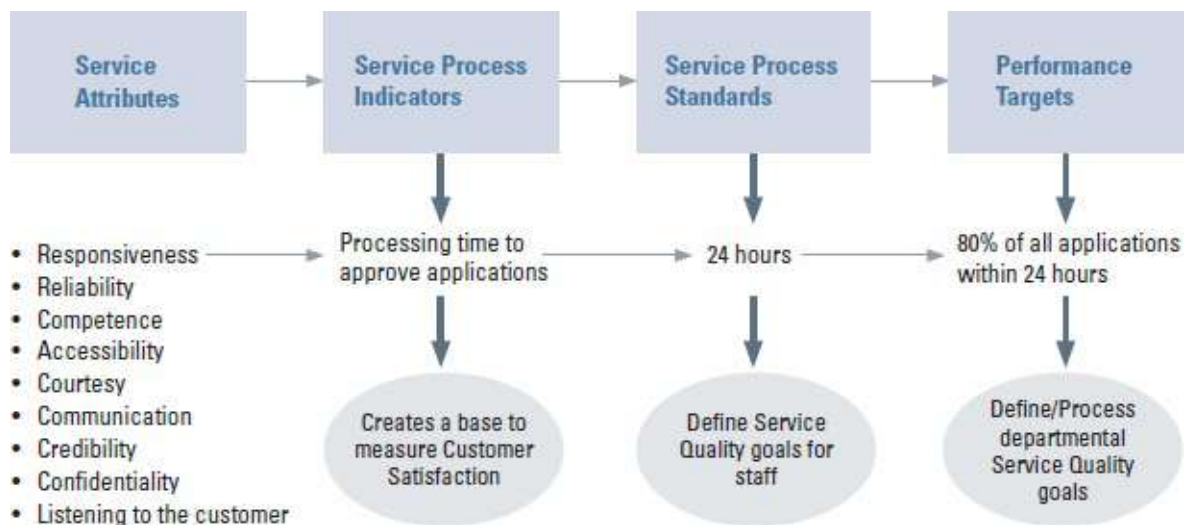 Service
Attributes
Service Process
Indicators
Service Process
Standards
Performance
Targets
• Responsiveness
• Reliability
• Competence
• Accessibility
• Courtesy
• Communication
• Credibility
• Confidentiality
• Listening to the customer
Processing time to
approve applications
24 hours
80% of all applications
within 24 hours
Creates a base to
measure Customer
Satisfaction
Define Service
Quality goals for
staff
Define/Process
departmental
Service Quality
goals